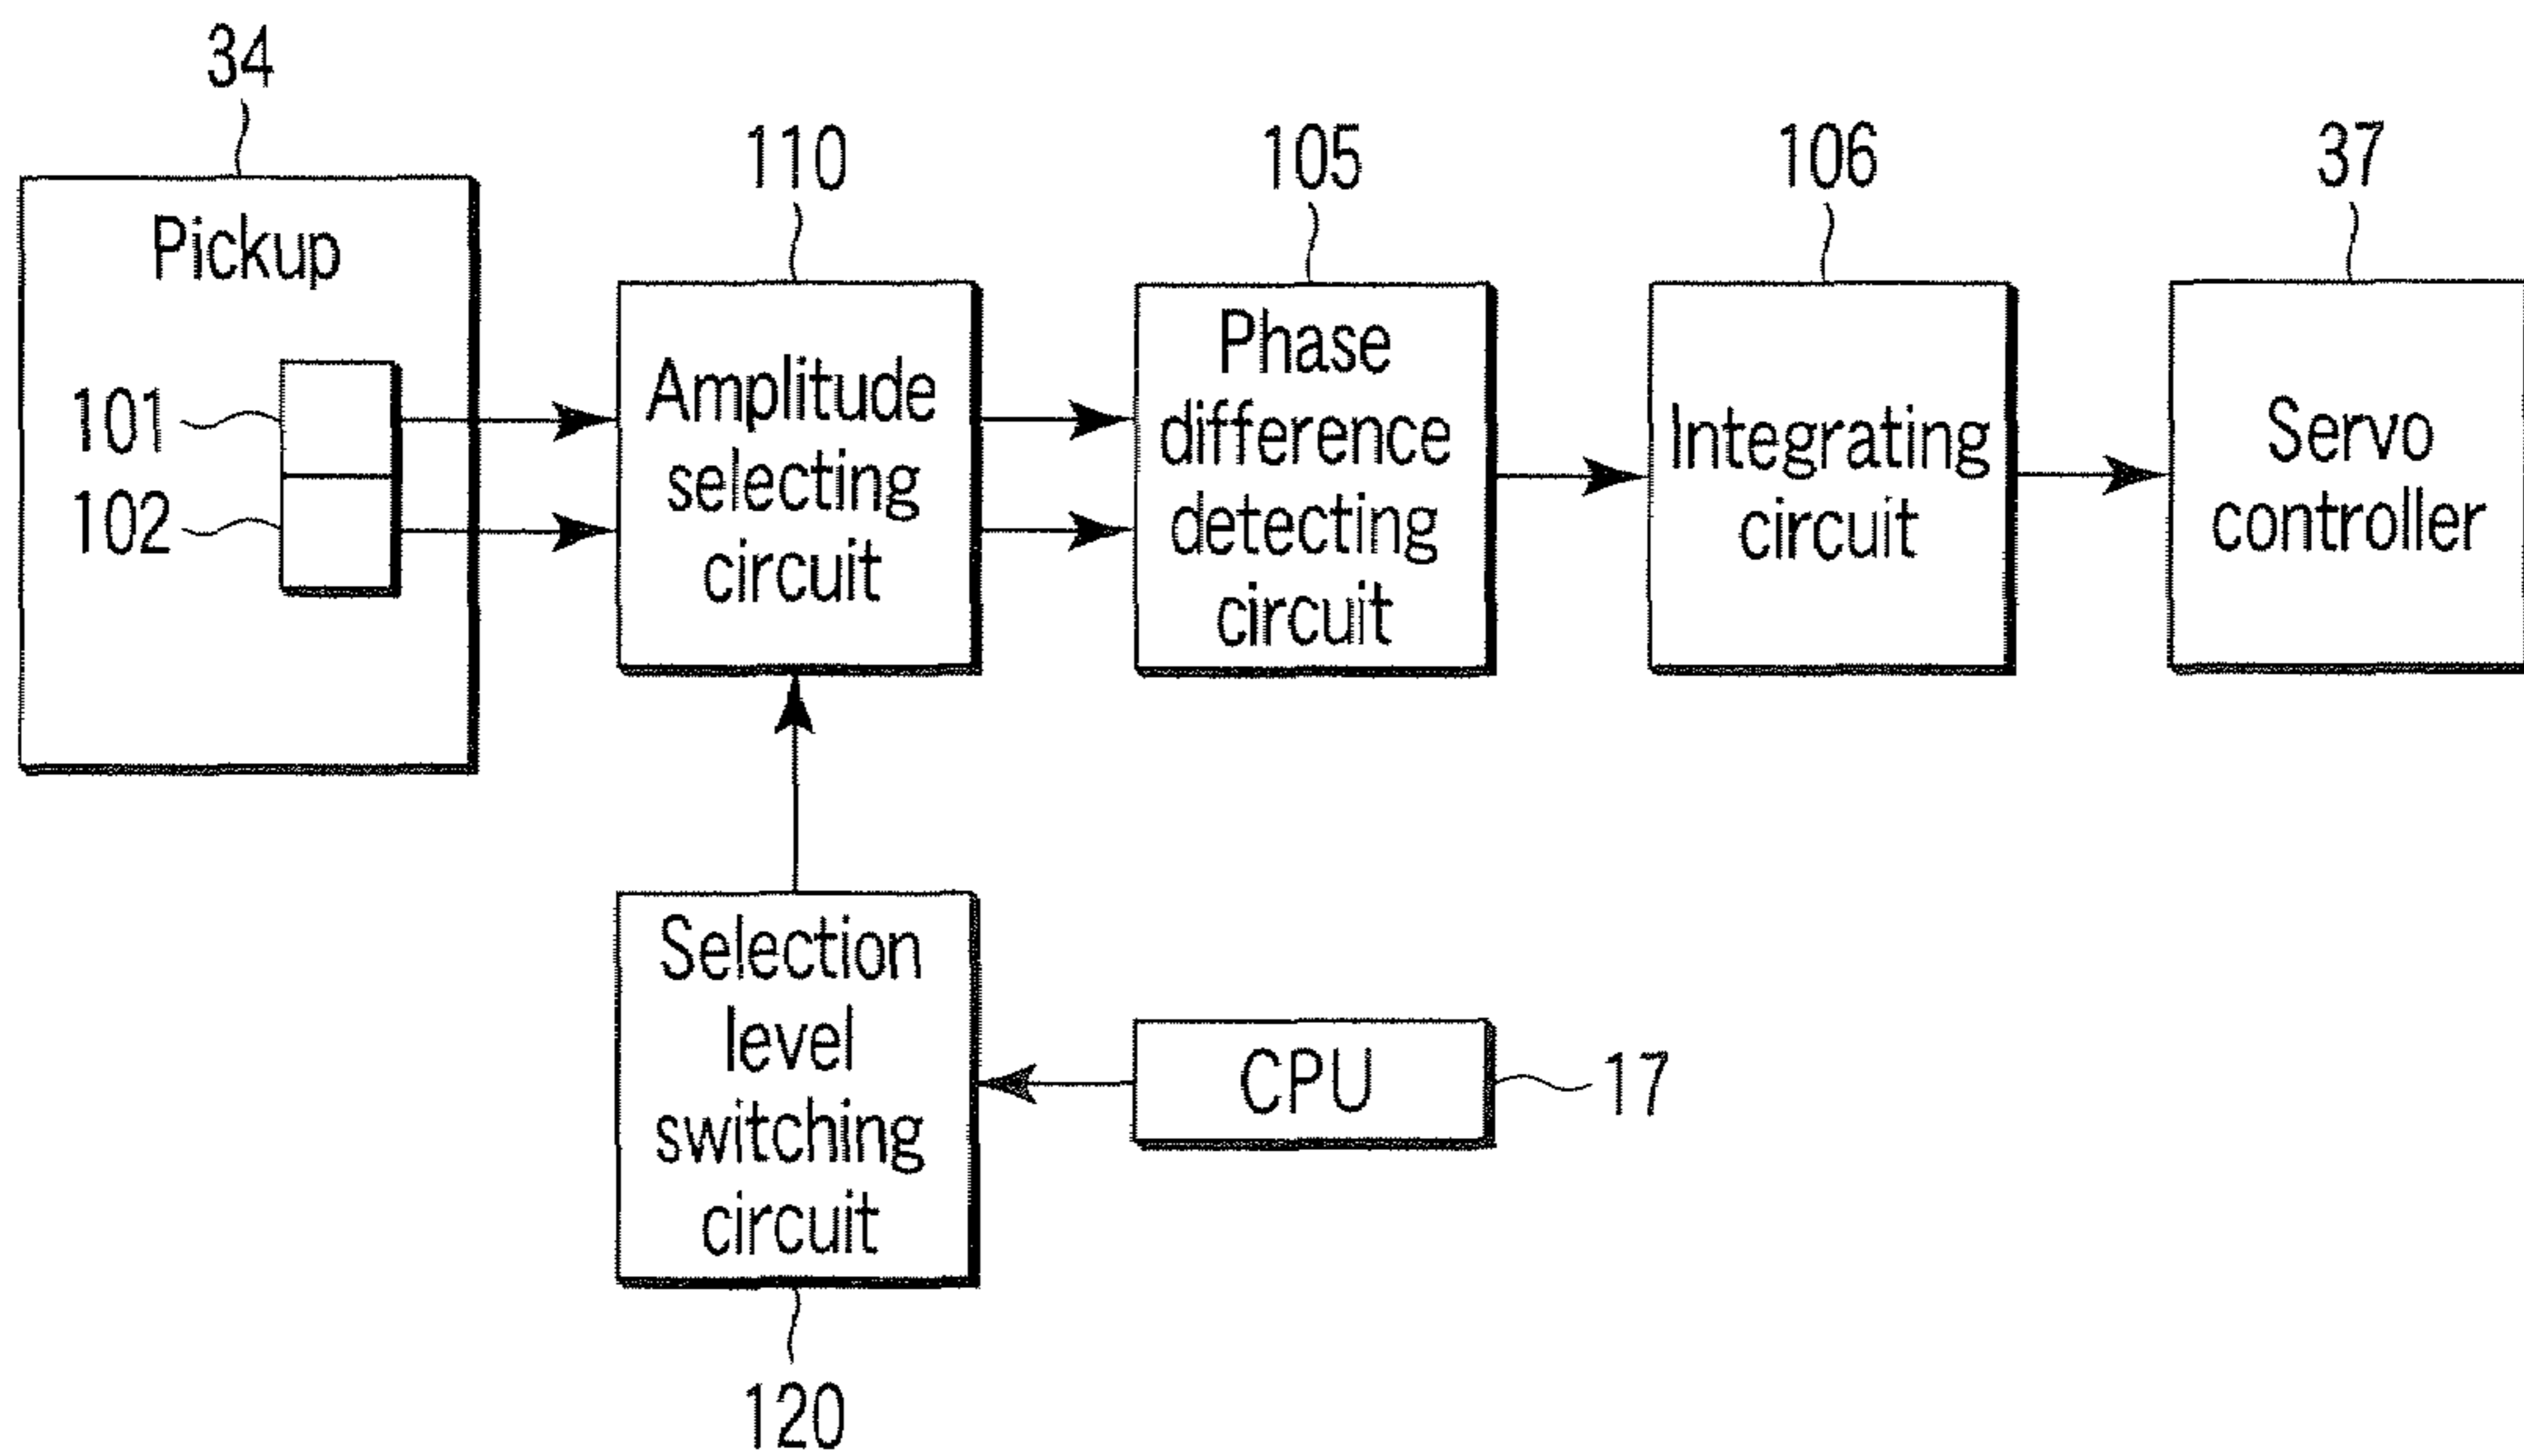 34
Pickup
101
102
110
Amplitude
selecting
circuit
105
Phase
difference
detecting
circuit
106
Integrating
circuit
37
Servo
controller
Selection
level
switching
circuit
120
CPU
17